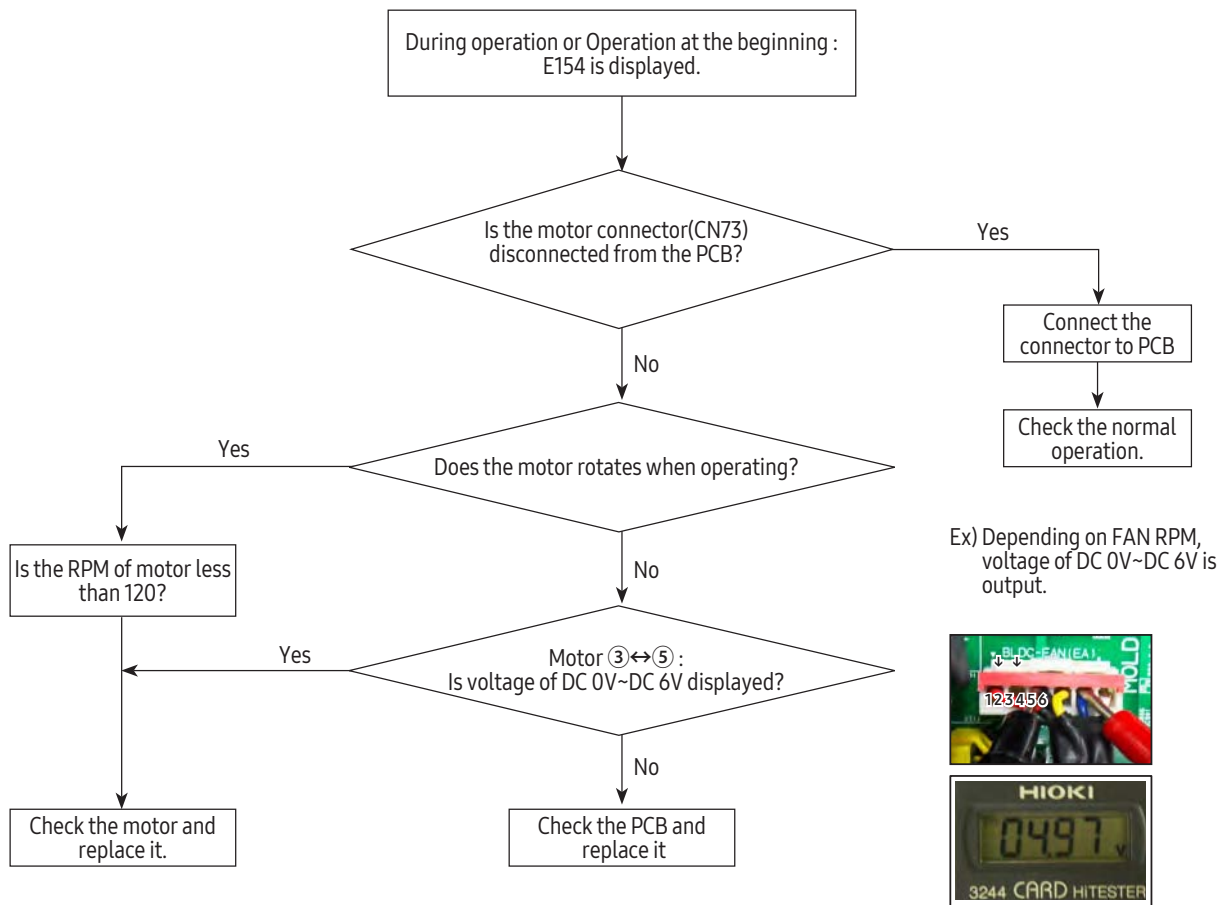 During operation or Operation at the beginning :
E154 is displayed.
Is the motor connector(CN73)
disconnected from the PCB?
Yes
Connect the
connector to PCB
Check the normal
operation.
No
Does the motor rotates when operating?
Yes
Is the RPM of motor less
than 120?
No
Motor ③↔⑤ :
Is voltage of DC 0V~DC 6V displayed?
Yes
Check the motor and
replace it.
No
Check the PCB and
replace it
Ex) Depending on FAN RPM,
voltage of DC 0V~DC 6V is
output.
BLDC-FAN(EA)
MOLD
123456
HIOKI
04.97 v
3244 CARD HiTESTER